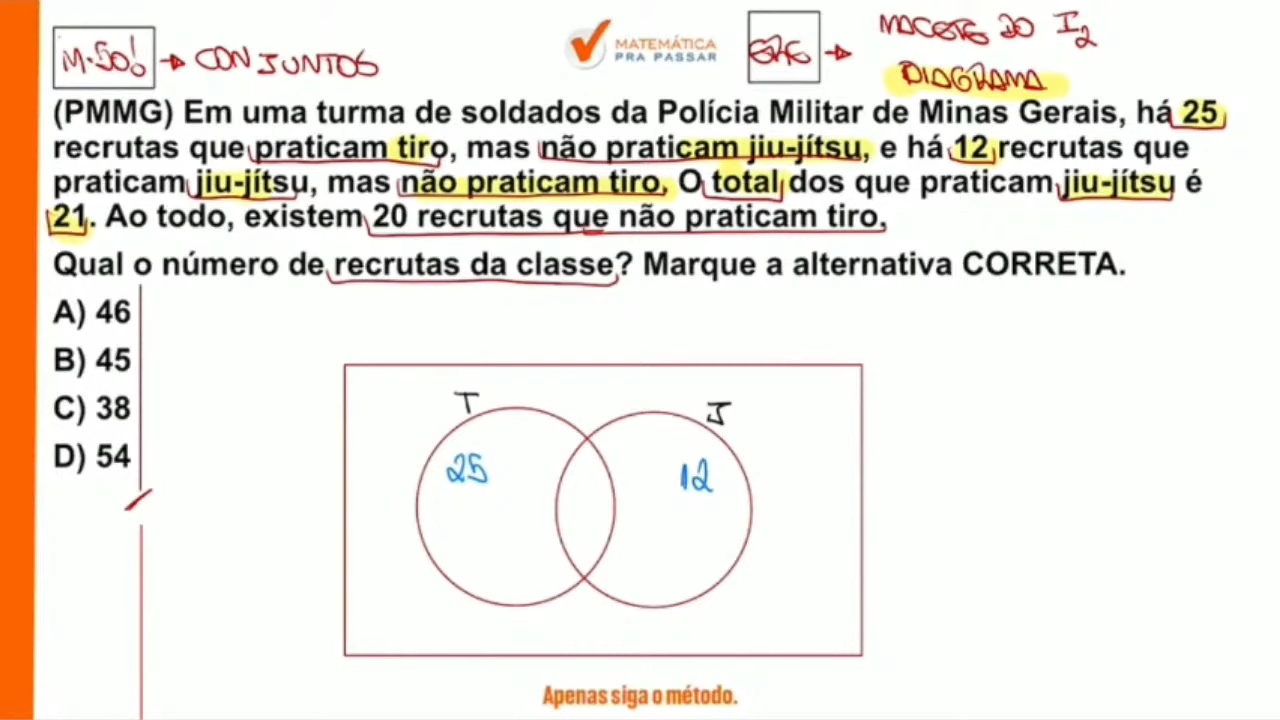 M.50! → CONJUNTOS
MATEMÁTICA
PRA PASSAR
MACETE DO I2
DIAGRAMA
(PMMG) Em uma turma de soldados da Polícia Militar de Minas Gerais, há 25
recrutas que praticam tiro, mas não praticam jiu-jítsu, e há 12 recrutas que
praticam jiu-jítsu, mas não praticam tiro. O total dos que praticam jiu-jítsu é
21. Ao todo, existem 20 recrutas que não praticam tiro.
Qual o número de recrutas da classe? Marque a alternativa CORRETA.
A) 46
B) 45
C) 38
D) 54
T
J
25
12
Apenas siga o método.